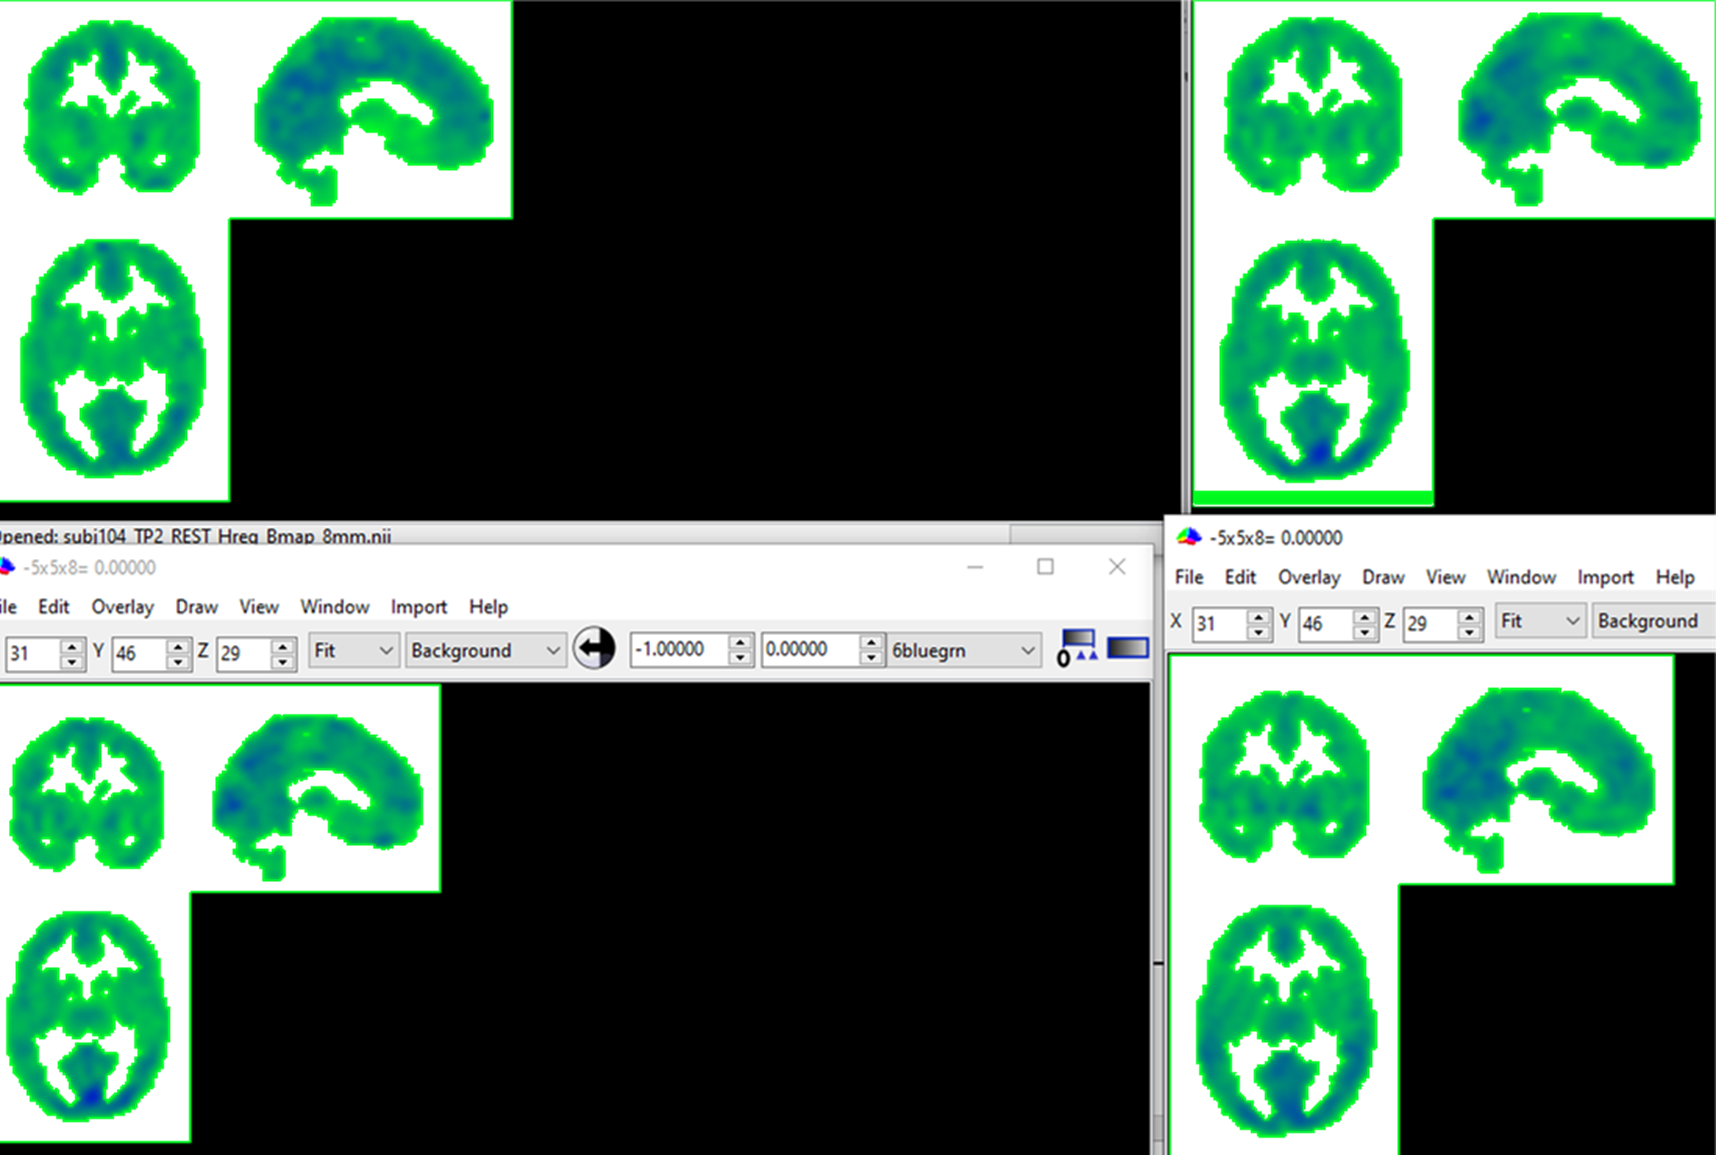 pened: subj104_TP2_REST_Hreg_Bmap_8mm.nii
-5x5x8= 0.00000
ile Edit Overlay Draw View Window Import Help
31 Y 46 Z 29 Fit Background -1.00000 0.00000 6bluegrn
0
-5x5x8= 0.00000
File Edit Overlay Draw View Window Import Help
X 31 Y 46 Z 29 Fit Background